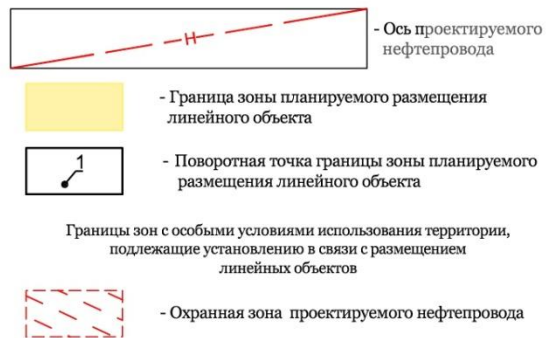 Н
- Ось проектируемого
нефтепровода
- Граница зоны планируемого размещения
линейного объекта
1
- Поворотная точка границы зоны планируемого
размещения линейного объекта
Границы зон с особыми условиями использования территории,
подлежащие установлению в связи с размещением
линейных объектов
- Охранная зона проектируемого нефтепровода